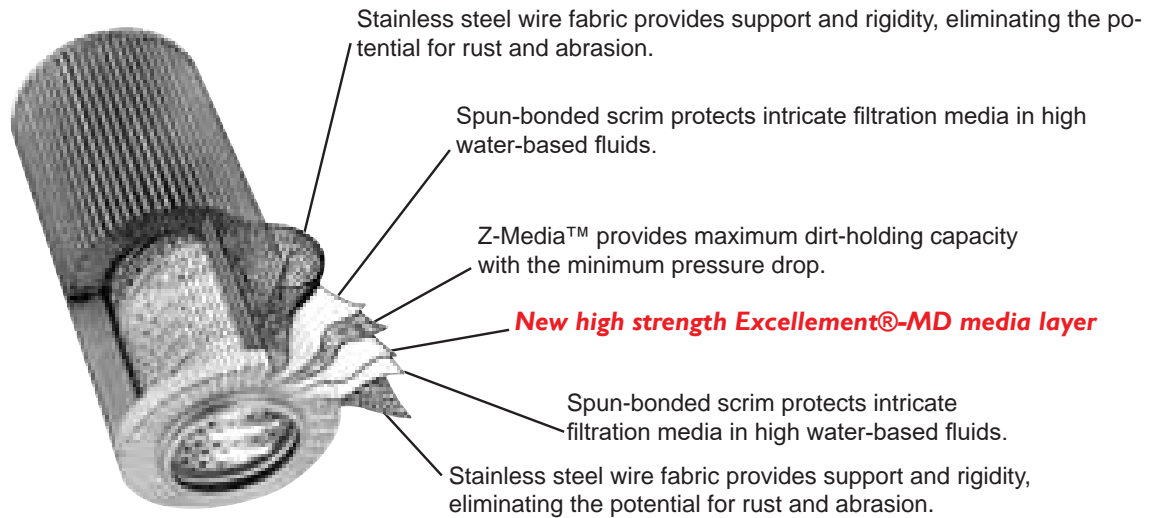 Stainless steel wire fabric provides support and rigidity, eliminating the po-
tential for rust and abrasion.
Spun-bonded scrim protects intricate filtration media in high
water-based fluids.
Z-Media™ provides maximum dirt-holding capacity
with the minimum pressure drop.
New high strength Excellement®-MD media layer
Spun-bonded scrim protects intricate
filtration media in high water-based fluids.
Stainless steel wire fabric provides support and rigidity,
eliminating the potential for rust and abrasion.